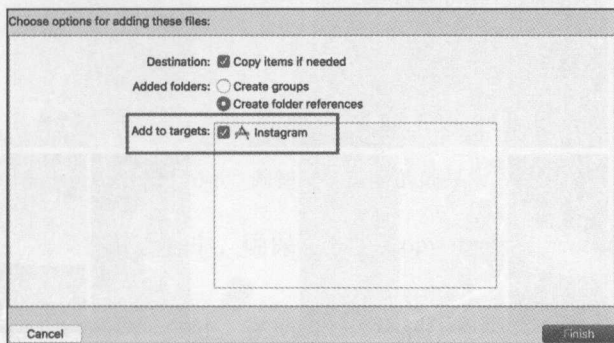 Choose options for adding these files:
Destination: Copy items if needed
Added folders: Create groups
Create folder references
Add to targets: Instagram
Cancel
Finish